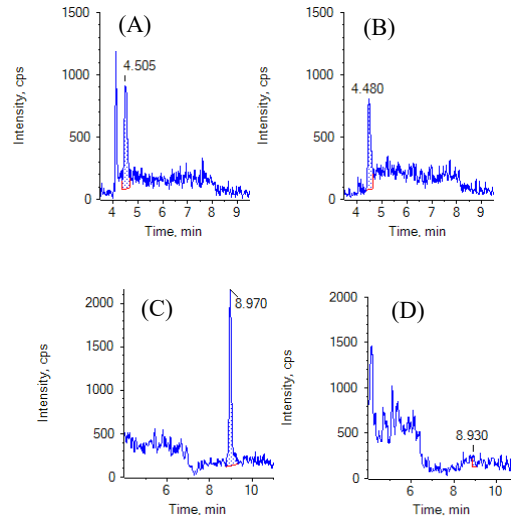 (A)
1500
1000
500
0
Intensity, cps
4.505
4 5 6 7 8 9
Time, min
(B)
1500
1000
500
0
Intensity, cps
4.480
4 5 6 7 8 9
Time, min
(C)
2000
1500
1000
500
0
Intensity, cps
8.970
6 8 10
Time, min
(D)
2000
1500
1000
500
0
Intensity, cps
8.930
6 8 10
Time, min